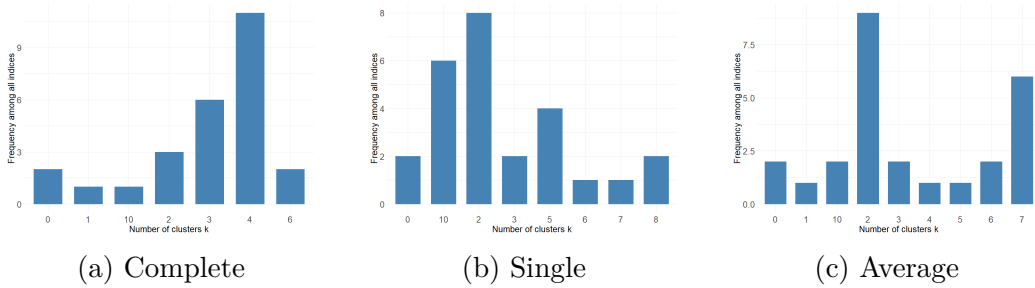 Frequency among all indices
9
6
3
0
0 1 10 2 3 4 6
Number of clusters k
(a) Complete
Frequency among all indices
8
6
4
2
0
0 10 2 3 5 6 7 8
Number of clusters k
(b) Single
Frequency among all indices
7.5
5.0
2.5
0.0
0 1 10 2 3 4 5 6 7
Number of clusters k
(c) Average